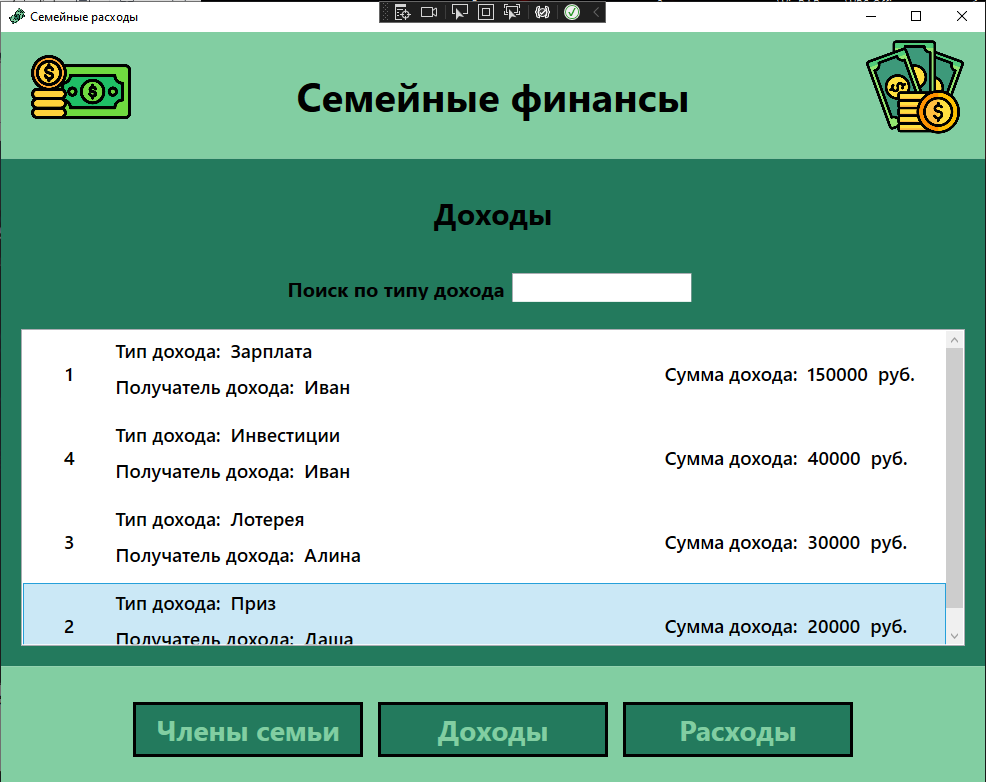 Семейные расходы
Семейные финансы
Доходы
Поиск по типу дохода
1
Тип дохода: Зарплата
Получатель дохода: Иван
Сумма дохода: 150000 руб.
4
Тип дохода: Инвестиции
Получатель дохода: Иван
Сумма дохода: 40000 руб.
3
Тип дохода: Лотерея
Получатель дохода: Алина
Сумма дохода: 30000 руб.
2
Тип дохода: Приз
Получатель дохода: Даша
Сумма дохода: 20000 руб.
Члены семьи
Доходы
Расходы